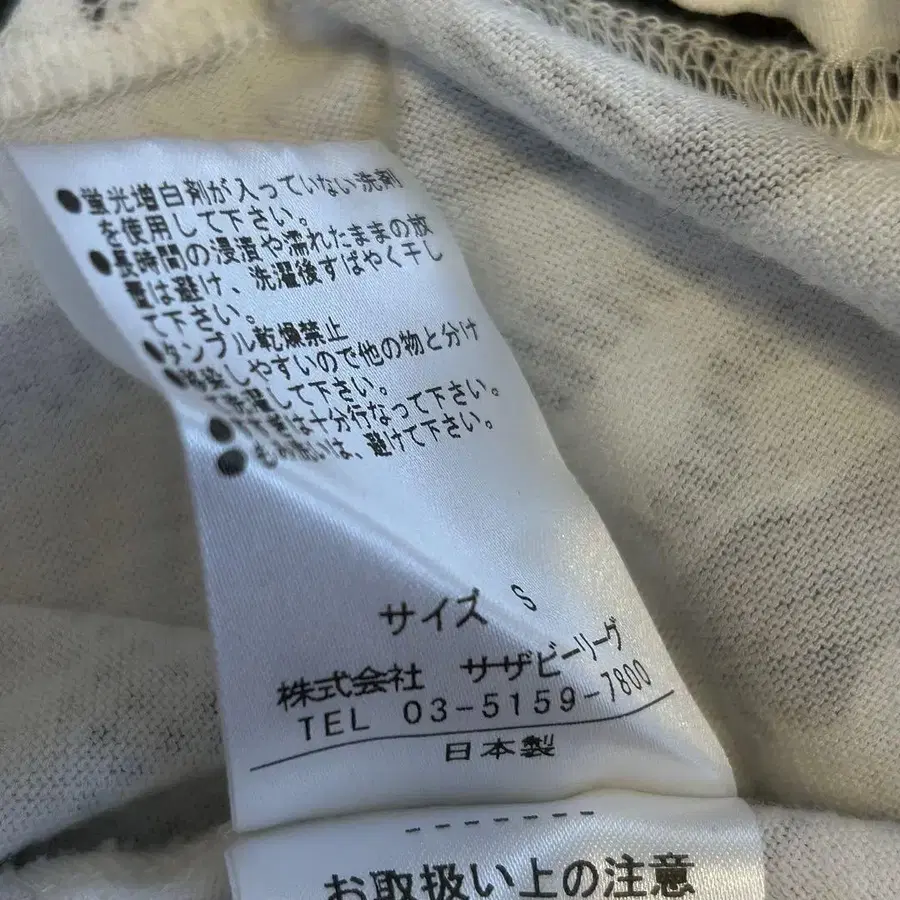 ●蛍光増白剤が入っていない洗剤
を使用して下さい。
●長時間の浸漬や濡れたままの放
置は避け、洗濯後すばやく干し
て下さい。
●タンブル乾燥禁止
●移染しやすいので他の物と分け
洗濯して下さい。
●は十分行なって下さい。
●もみ洗いは、避けて下さい。
サイズ S
株式会社 サザビーリーグ
TEL 03-5159-7800
日本製
-------
お取扱い上の注意